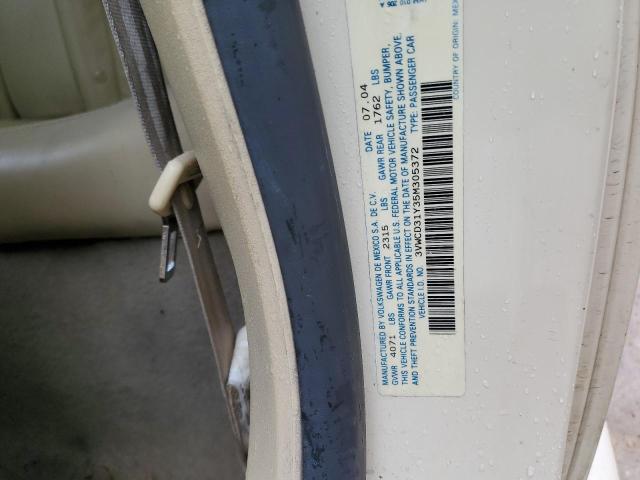 MANUFACTURED BY VOLKSWAGEN DE MEXICO S.A. DE C.V. DATE 07.04
GVWR 4071 LBS GAWR FRONT 2315 LBS GAWR REAR 1762 LBS
THIS VEHICLE CONFORMS TO ALL APPLICABLE U.S. FEDERAL MOTOR VEHICLE SAFETY, BUMPER,
AND THEFT PREVENTION STANDARDS IN EFFECT ON THE DATE OF MANUFACTURE SHOWN ABOVE.
VEHICLE I.D. NO. 3VWCD31Y35M305372 TYPE: PASSENGER CAR
COUNTRY OF ORIGIN: MEX